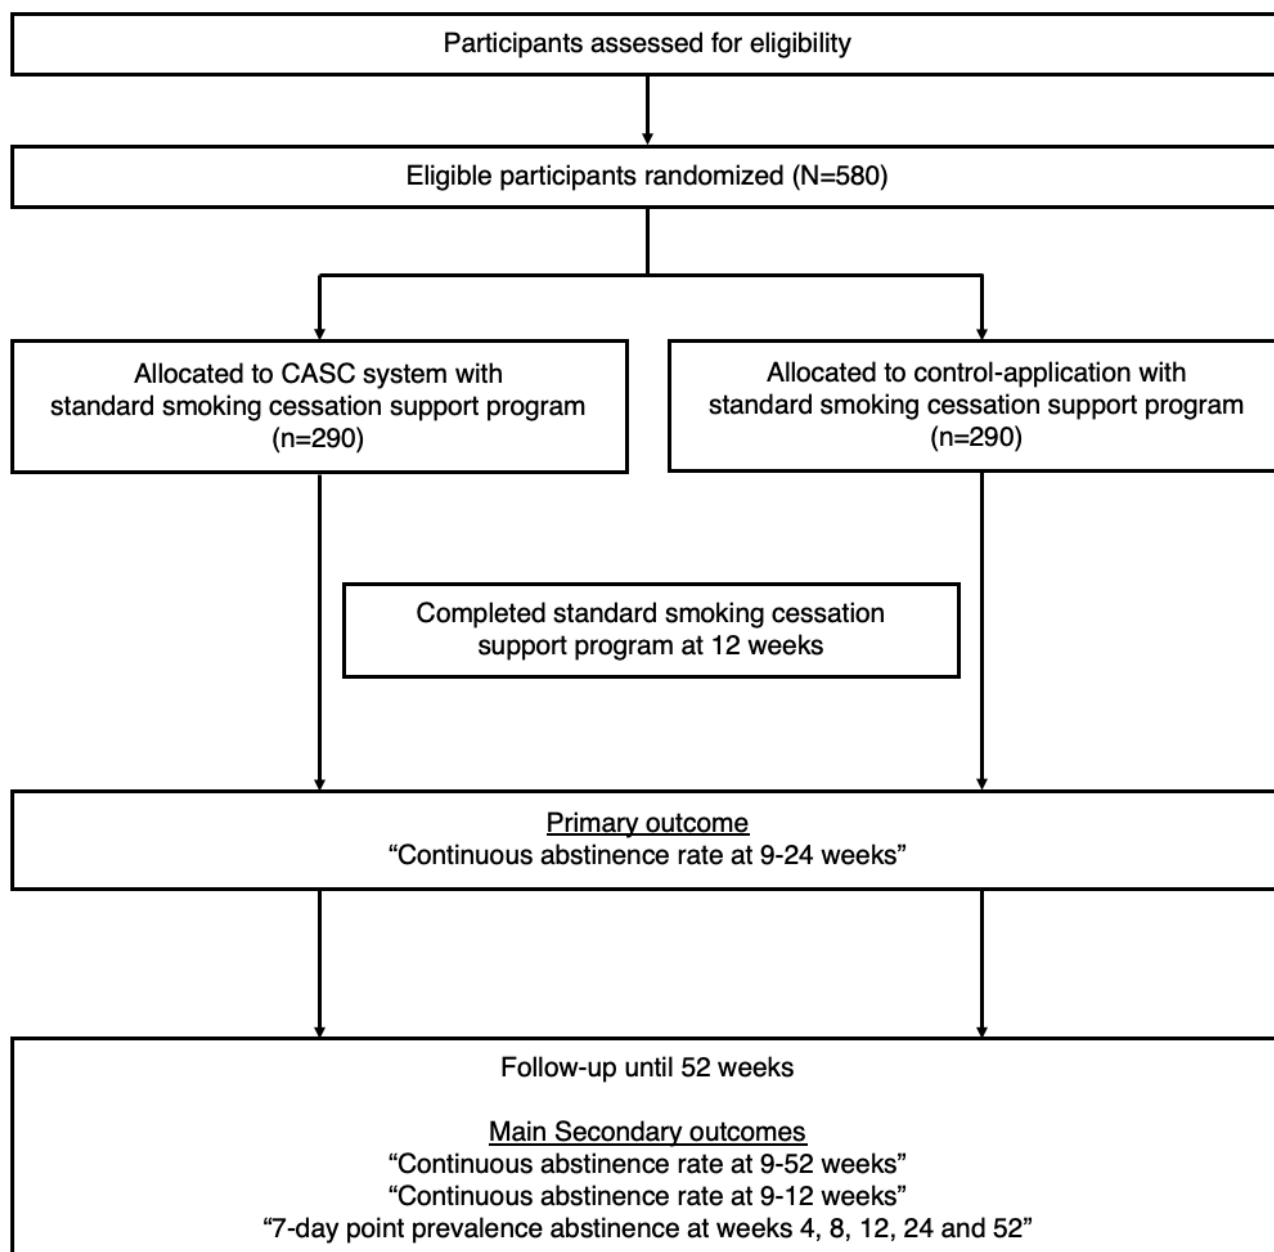 Participants assessed for eligibility
Eligible participants randomized (N=580)
Allocated to CASC system with
standard smoking cessation support program
(n=290)
Allocated to control-application with
standard smoking cessation support program
(n=290)
Completed standard smoking cessation
support program at 12 weeks
Primary outcome
“Continuous abstinence rate at 9-24 weeks”
Follow-up until 52 weeks
Main Secondary outcomes
“Continuous abstinence rate at 9-52 weeks”
“Continuous abstinence rate at 9-12 weeks”
“7-day point prevalence abstinence at weeks 4, 8, 12, 24 and 52”